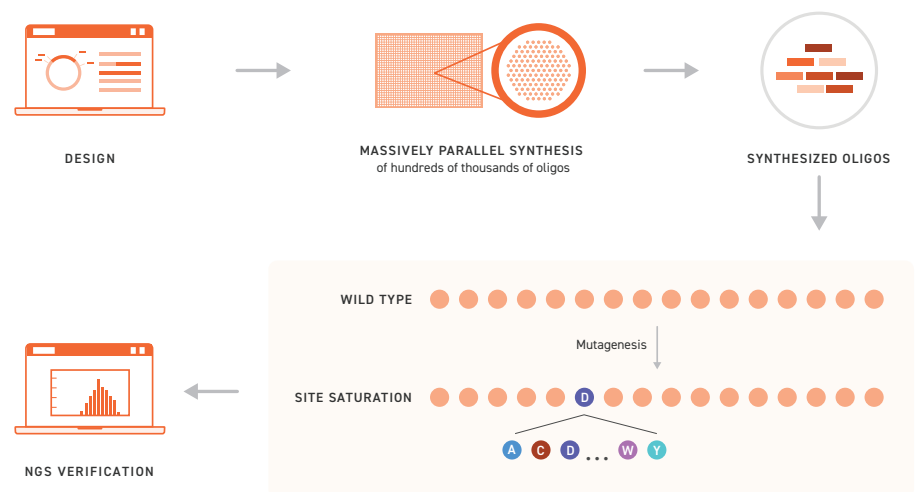 DESIGN
MASSIVELY PARALLEL SYNTHESIS
of hundreds of thousands of oligos
SYNTHESIZED OLIGOS
WILD TYPE
Mutagenesis
SITE SATURATION
D
A C D ... W Y
NGS VERIFICATION